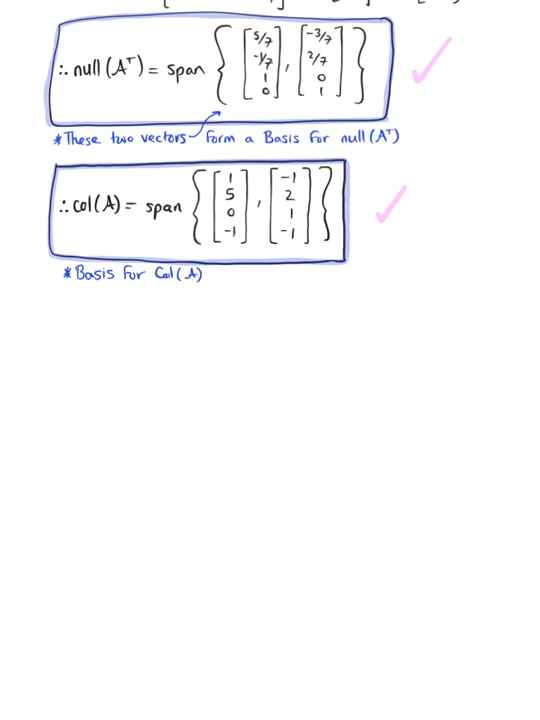 ∴ null(Aᵀ) = span { [5/7 -1/7 1 0], [-3/7 2/7 0 1] }
*These two vectors form a Basis for null(Aᵀ)
∴ col(A) = span { [1 5 0 -1], [-1 2 1 -1] }
*Basis for Col(A)